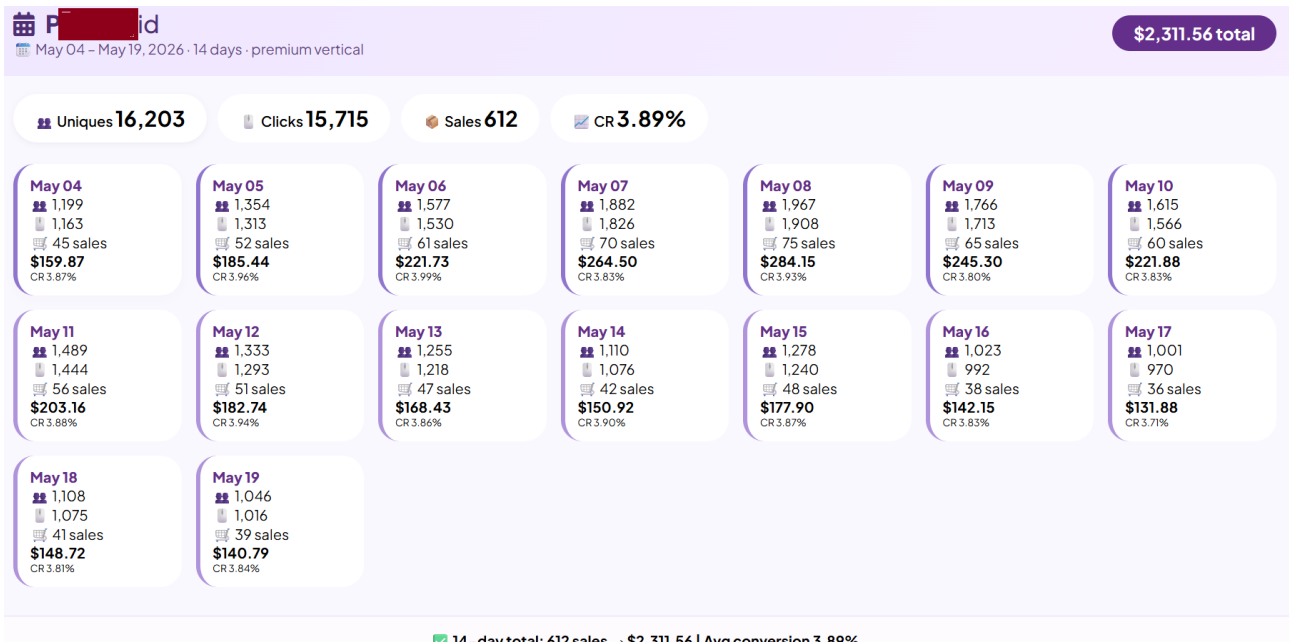 P id
May 04 – May 19, 2026 · 14 days · premium vertical
$2,311.56 total
Uniques 16,203
Clicks 15,715
Sales 612
CR 3.89%
May 04
1,199
1,163
45 sales
$159.87
CR 3.87%
May 05
1,354
1,313
52 sales
$185.44
CR 3.96%
May 06
1,577
1,530
61 sales
$221.73
CR 3.99%
May 07
1,882
1,826
70 sales
$264.50
CR 3.83%
May 08
1,967
1,908
75 sales
$284.15
CR 3.93%
May 09
1,766
1,713
65 sales
$245.30
CR 3.80%
May 10
1,615
1,566
60 sales
$221.88
CR 3.83%
May 11
1,489
1,444
56 sales
$203.16
CR 3.88%
May 12
1,333
1,293
51 sales
$182.74
CR 3.94%
May 13
1,255
1,218
47 sales
$168.43
CR 3.86%
May 14
1,110
1,076
42 sales
$150.92
CR 3.90%
May 15
1,278
1,240
48 sales
$177.90
CR 3.87%
May 16
1,023
992
38 sales
$142.15
CR 3.83%
May 17
1,001
970
36 sales
$131.88
CR 3.71%
May 18
1,108
1,075
41 sales
$148.72
CR 3.81%
May 19
1,046
1,016
39 sales
$140.79
CR 3.84%
14-day total: 612 sales → $2,311.56 | Avg conversion 3.89%